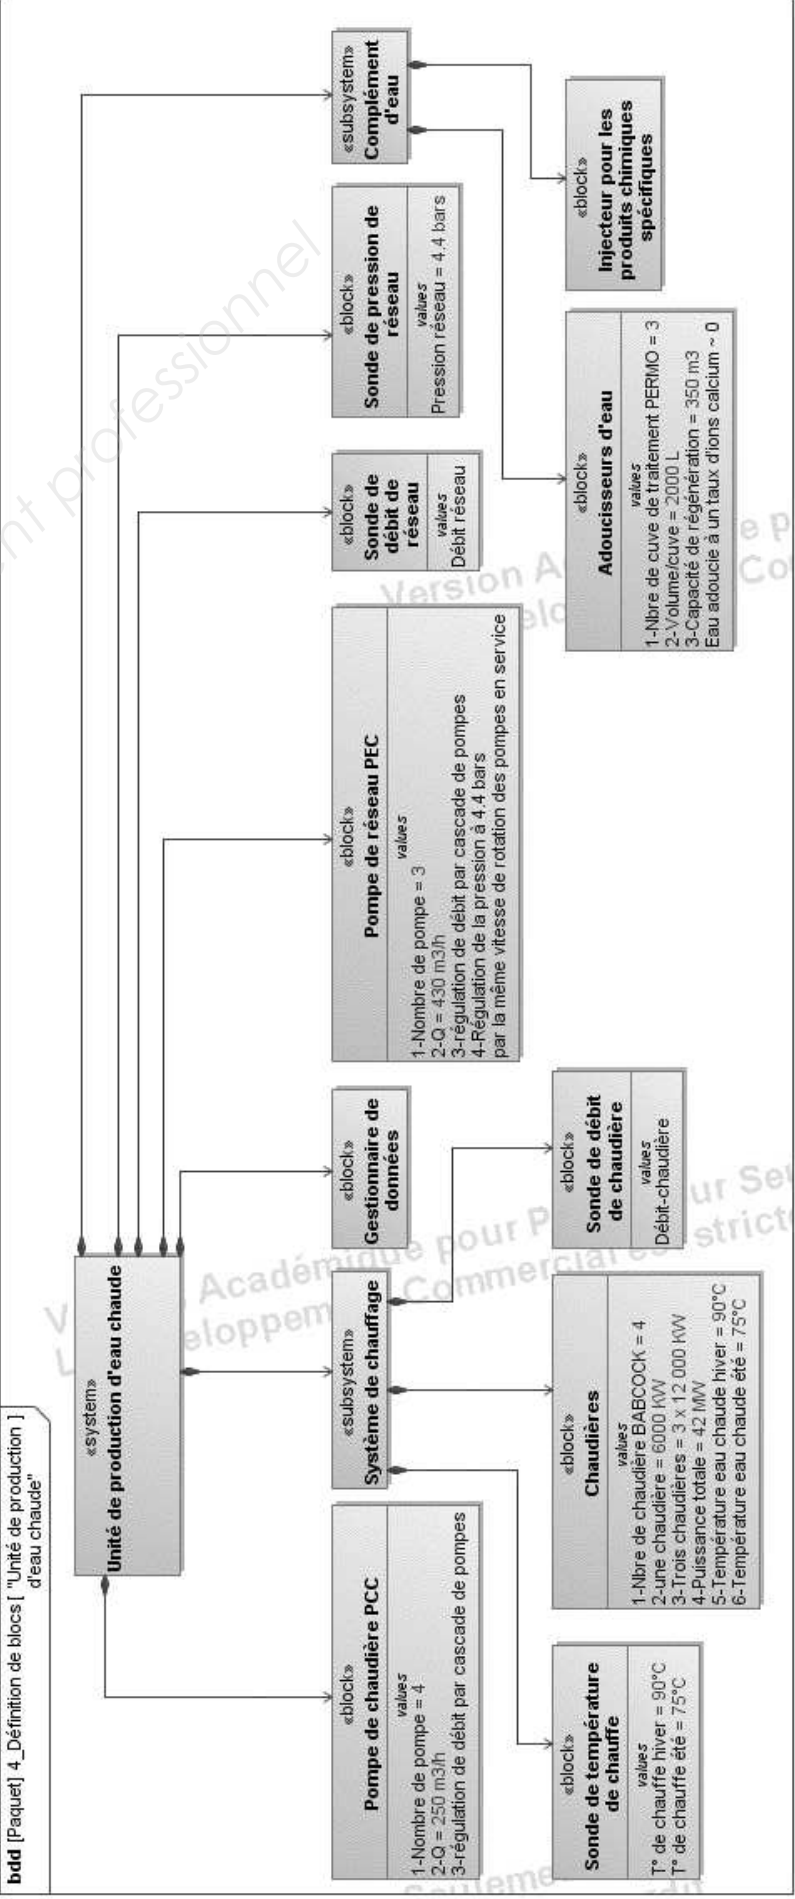 bdd [Paquet] 4_Définition de blocs [ "Unité de production ]
d'eau chaude"
«system»
Unité de production d'eau chaude
«block»
Pompe de chaudière PCC
values
1-Nombre de pompe = 4
2-Q = 250 m3/h
3-régulation de débit par cascade de pompes
«subsystem»
Système de chauffage
«block»
Gestionnaire de
données
«block»
Pompe de réseau PEC
values
1-Nombre de pompe = 3
2-Q = 430 m3/h
3-régulation de débit par cascade de pompes
4-Régulation de la pression à 4.4 bars
par la même vitesse de rotation des pompes en service
«block»
Sonde de
débit de
réseau
values
Débit réseau
«block»
Sonde de pression de
réseau
values
Pression réseau = 4.4 bars
«subsystem»
Complément
d'eau
«block»
Sonde de température
de chauffe
values
T° de chauffe hiver = 90°C
T° de chauffe été = 75°C
«block»
Chaudières
values
1-Nbre de chaudière BABCOCK = 4
2-une chaudière = 6000 KW
3-Trois chaudières = 3 x 12 000 KW
4-Puissance totale = 42 MW
5-Température eau chaude hiver = 90°C
6-Température eau chaude été = 75°C
«block»
Sonde de débit
de chaudière
values
Débit-chaudière
«block»
Adoucisseurs d'eau
values
1-Nbre de cuve de traitement PERMO = 3
2-Volume/cuve = 2000 L
3-Capacité de régénération = 350 m3
Eau adoucie à un taux d'ions calcium ~ 0
«block»
Injecteur pour les
produits chimiques
spécifiques
professionnel
Académique pour
Commercial
Version